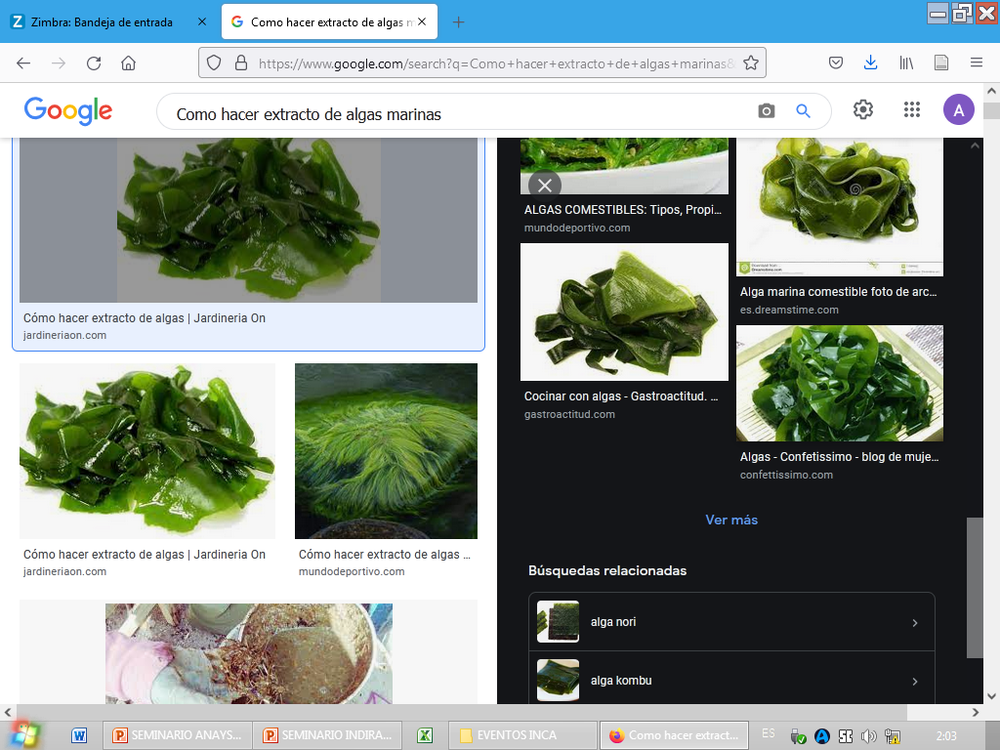 Zimbra: Bandeja de entrada
Como hacer extracto de algas m
https://www.google.com/search?q=Como+hacer+extracto+de+algas+marinas&
Google
Como hacer extracto de algas marinas
A
Cómo hacer extracto de algas | Jardineria On
jardineriaon.com
Cómo hacer extracto de algas | Jardineria On
jardineriaon.com
Cómo hacer extracto de algas ...
mundodeportivo.com
ALGAS COMESTIBLES: Tipos, Propi...
mundodeportivo.com
Alga marina comestible foto de arc...
es.dreamstime.com
Cocinar con algas - Gastroactitud. ...
gastroactitud.com
Algas - Confetissimo - blog de muje...
confettissimo.com
Ver más
Búsquedas relacionadas
alga nori
alga kombu
SEMINARIO ANAYS...
SEMINARIO INDIRA...
EVENTOS INCA
Como hacer extract...
ES
2:03